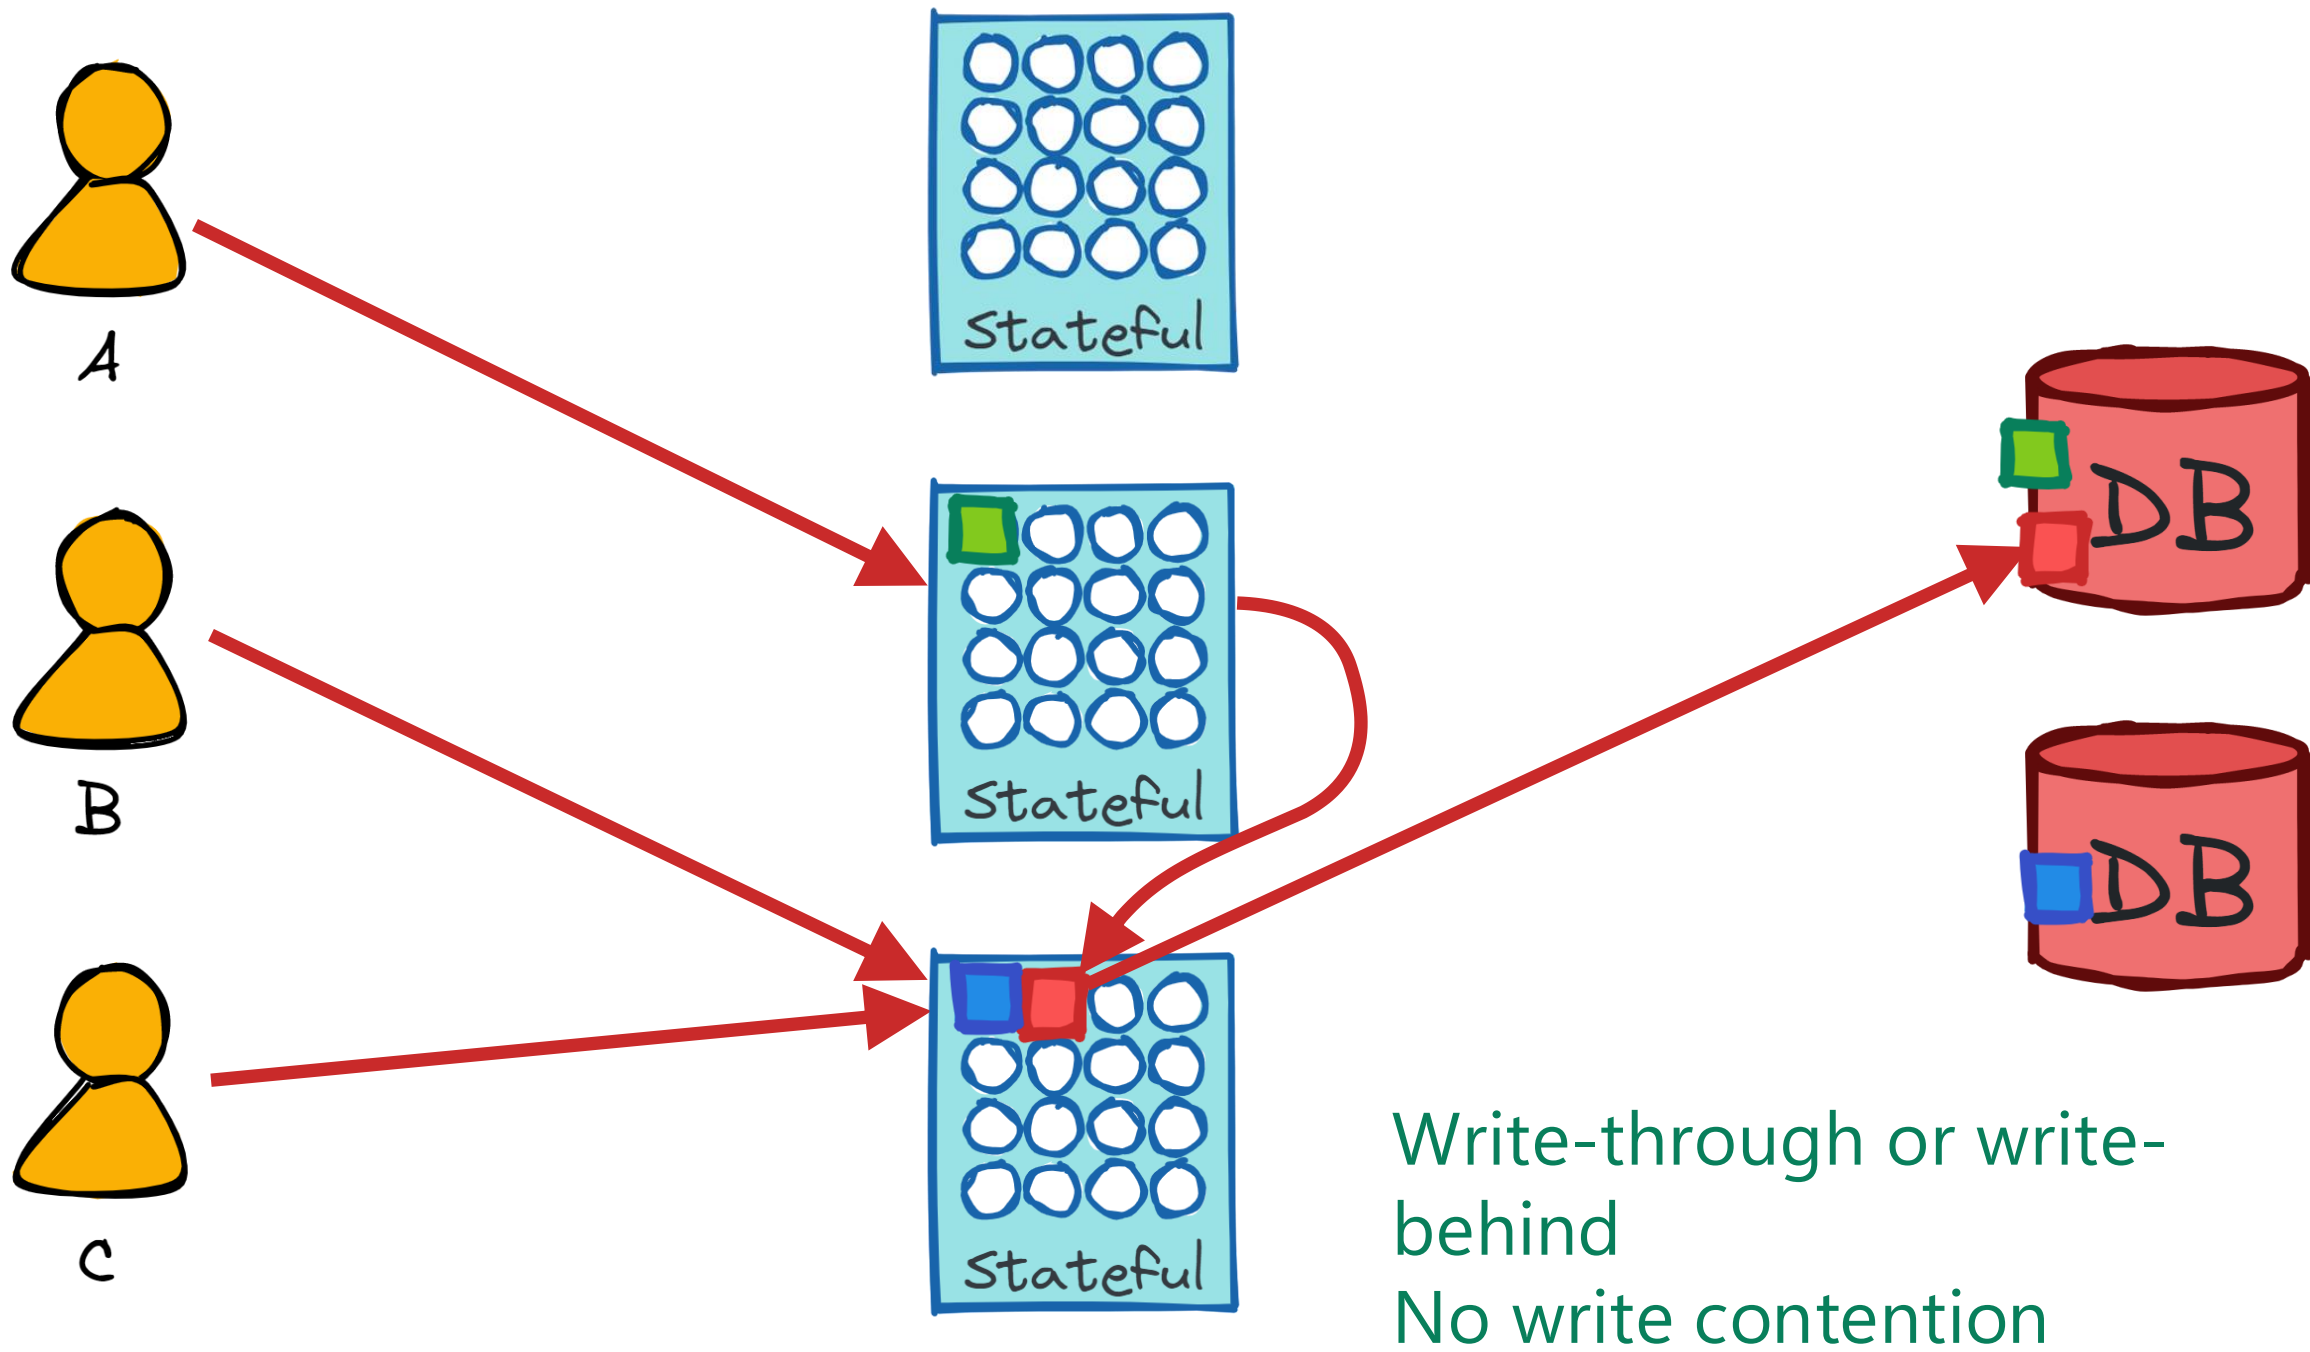 Stateful
A
DB
Stateful
B
DB
Stateful
C
Write-through or write-
behind
No write contention